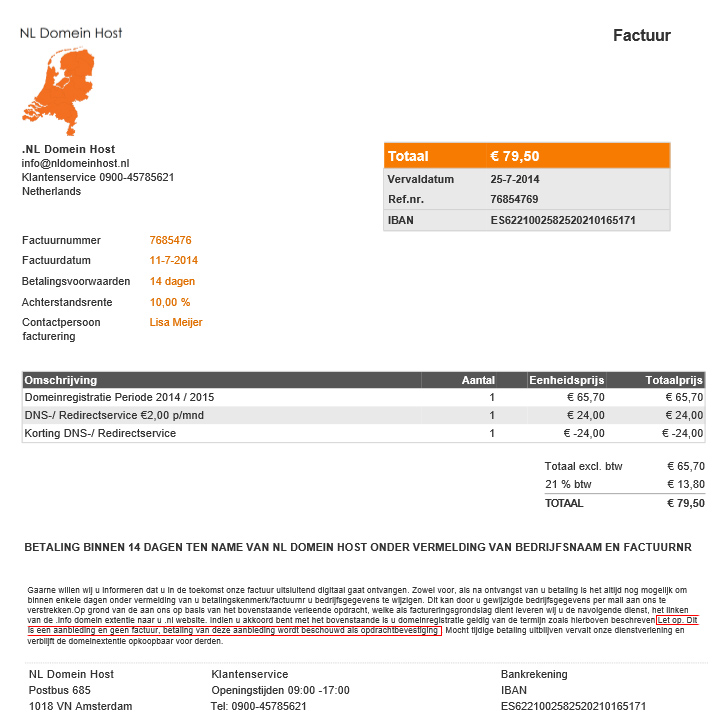 NL Domein Host
Factuur
.NL Domein Host
info@nldomeinhost.nl
Klantenservice 0900-45785621
Netherlands
Totaal € 79,50
Vervaldatum 25-7-2014
Ref.nr. 76854769
IBAN ES6221002582520210165171
Factuurnummer 7685476
Factuurdatum 11-7-2014
Betalingsvoorwaarden 14 dagen
Achterstandsrente 10,00 %
Contactpersoon Lisa Meijer
facturering
Omschrijving Aantal Eenheidsprijs Totaalprijs
Domeinregistratie Periode 2014 / 2015 1 € 65,70 € 65,70
DNS-/ Redirectservice €2,00 p/mnd 1 € 24,00 € 24,00
Korting DNS-/ Redirectservice 1 € -24,00 € -24,00
Totaal excl. btw € 65,70
21 % btw € 13,80
TOTAAL € 79,50
BETALING BINNEN 14 DAGEN TEN NAME VAN NL DOMEIN HOST ONDER VERMELDING VAN BEDRIJFSNAAM EN FACTUURNR
Gaarne willen wij u informeren dat u in de toekomst onze factuur uitsluitend digitaal gaat ontvangen. Zowel voor, als na ontvangst van u betaling is het altijd nog mogelijk om
binnen enkele dagen onder vermelding van u betalingskenmerk/factuurnr u bedrijfsgegevens te wijzigen. Dit kan door u gewijzigde bedrijfsgegevens per mail aan ons te
verstrekken.Op grond van de aan ons op basis van het bovenstaande verleende opdracht, welke als factureringsgrondslag dient leveren wij u de navolgende dienst, het linken
van de .info domein extentie naar u .nl website. Indien u akkoord bent met het bovenstaande is u domeinregistratie geldig van de termijn zoals hierboven beschreven.Let op. Dit
is een aanbieding en geen factuur, betaling van deze aanbieding wordt beschouwd als opdrachtbevestiging. Mocht tijdige betaling uitblijven vervalt onze dienstverlening en
verblijft de domeinextentie opkoopbaar voor derden.
NL Domein Host Klantenservice Bankrekening
Postbus 685 Openingstijden 09:00 -17:00 IBAN
1018 VN Amsterdam Tel: 0900-45785621 ES6221002582520210165171